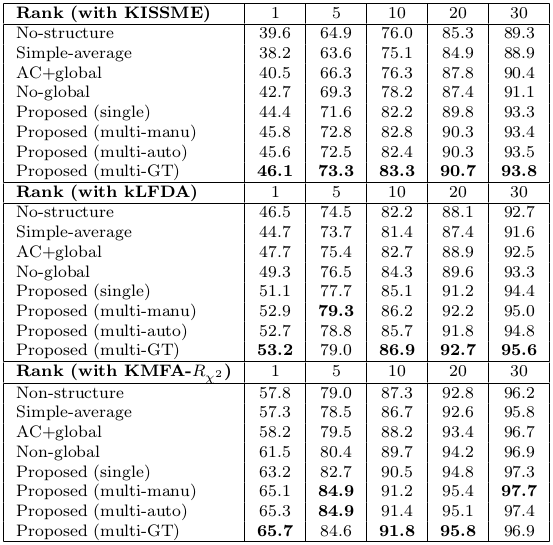 Rank (with KISSME) 1 5 10 20 30
No-structure 39.6 64.9 76.0 85.3 89.3
Simple-average 38.2 63.6 75.1 84.9 88.9
AC+global 40.5 66.3 76.3 87.8 90.4
No-global 42.7 69.3 78.2 87.4 91.1
Proposed (single) 44.4 71.6 82.2 89.8 93.3
Proposed (multi-manu) 45.8 72.8 82.8 90.3 93.4
Proposed (multi-auto) 45.6 72.5 82.4 90.3 93.5
Proposed (multi-GT) 46.1 73.3 83.3 90.7 93.8
Rank (with kLFDA) 1 5 10 20 30
No-structure 46.5 74.5 82.2 88.1 92.7
Simple-average 44.7 73.7 81.4 87.4 91.6
AC+global 47.7 75.4 82.7 88.9 92.5
No-global 49.3 76.5 84.3 89.6 93.3
Proposed (single) 51.1 77.7 85.1 91.2 94.4
Proposed (multi-manu) 52.9 79.3 86.2 92.2 95.0
Proposed (multi-auto) 52.7 78.8 85.7 91.8 94.8
Proposed (multi-GT) 53.2 79.0 86.9 92.7 95.6
Rank (with KMFA-Rχ²) 1 5 10 20 30
Non-structure 57.8 79.0 87.3 92.8 96.2
Simple-average 57.3 78.5 86.7 92.6 95.8
AC+global 58.2 79.5 88.2 93.4 96.7
Non-global 61.5 80.4 89.7 94.2 96.9
Proposed (single) 63.2 82.7 90.5 94.8 97.3
Proposed (multi-manu) 65.1 84.9 91.2 95.4 97.7
Proposed (multi-auto) 65.3 84.9 91.4 95.1 97.4
Proposed (multi-GT) 65.7 84.6 91.8 95.8 96.9